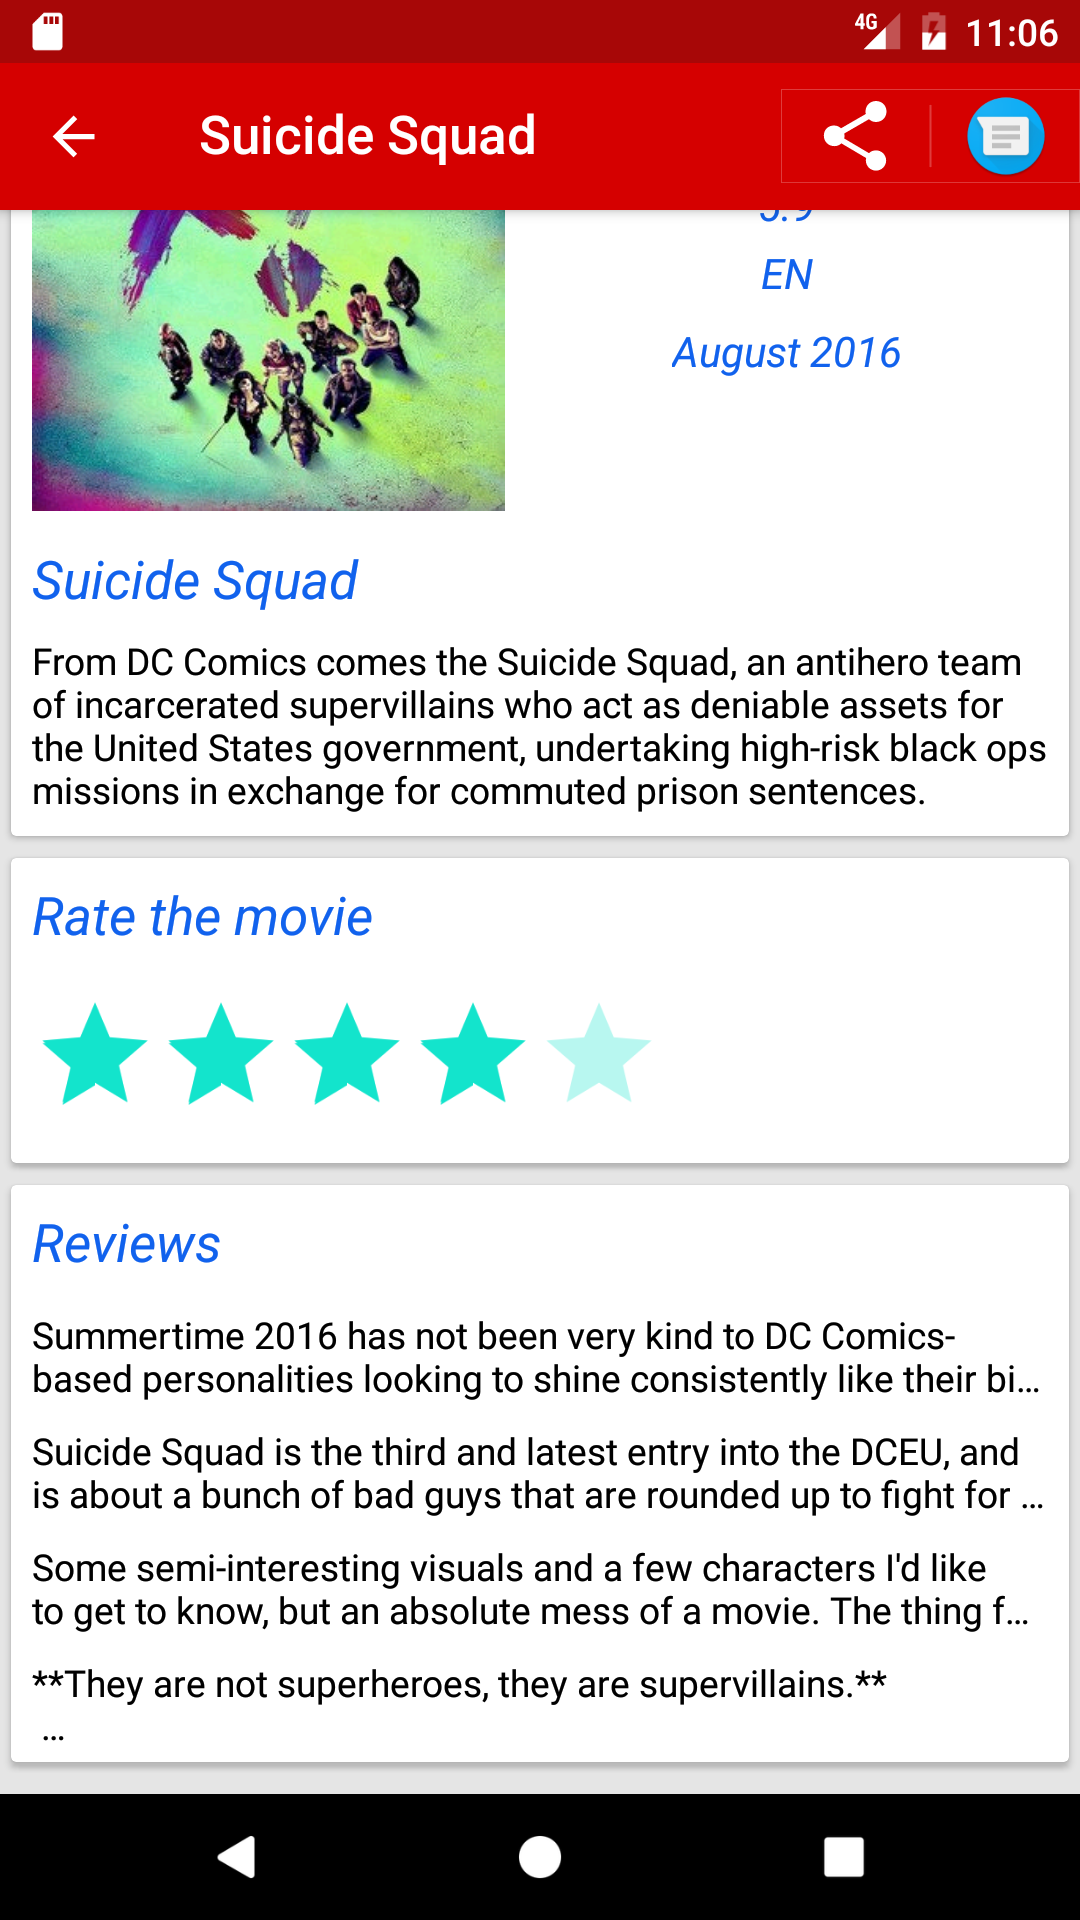 4G 11:06
Suicide Squad
EN
August 2016
Suicide Squad
From DC Comics comes the Suicide Squad, an antihero team
of incarcerated supervillains who act as deniable assets for
the United States government, undertaking high-risk black ops
missions in exchange for commuted prison sentences.
Rate the movie
Reviews
Summertime 2016 has not been very kind to DC Comics-
based personalities looking to shine consistently like their bi...
Suicide Squad is the third and latest entry into the DCEU, and
is about a bunch of bad guys that are rounded up to fight for ...
Some semi-interesting visuals and a few characters I'd like
to get to know, but an absolute mess of a movie. The thing f...
**They are not superheroes, they are supervillains.**
...